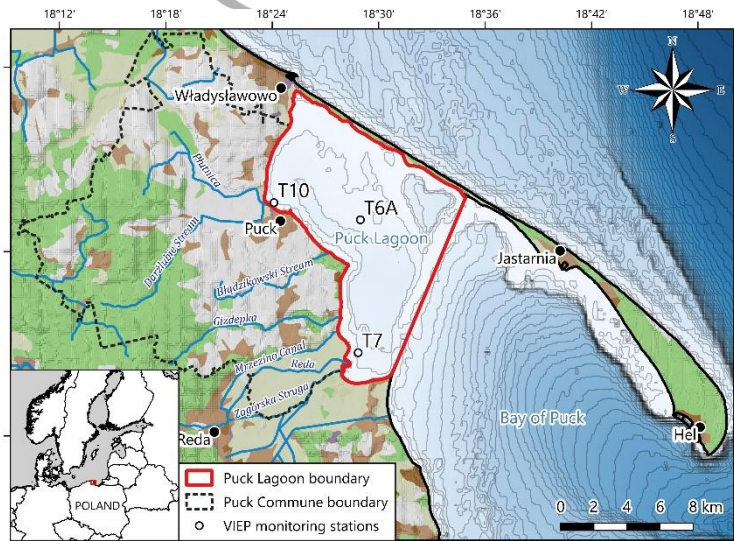 18°12' 18°18' 18°24' 18°30' 18°36' 18°42' 18°48'
N
W E
Władysławowo
Płutnica
T10
T6A
Puck
Puck Lagoon
Darżlubie Stream
Jastarnia
Błądzikowski Stream
Gizdepka
T7
Mrzezino Canal
Reda
Zagórska Struga
Bay of Puck
Reda
Hel
POLAND
Puck Lagoon boundary
Puck Commune boundary
VIEP monitoring stations
0 2 4 6 8 km